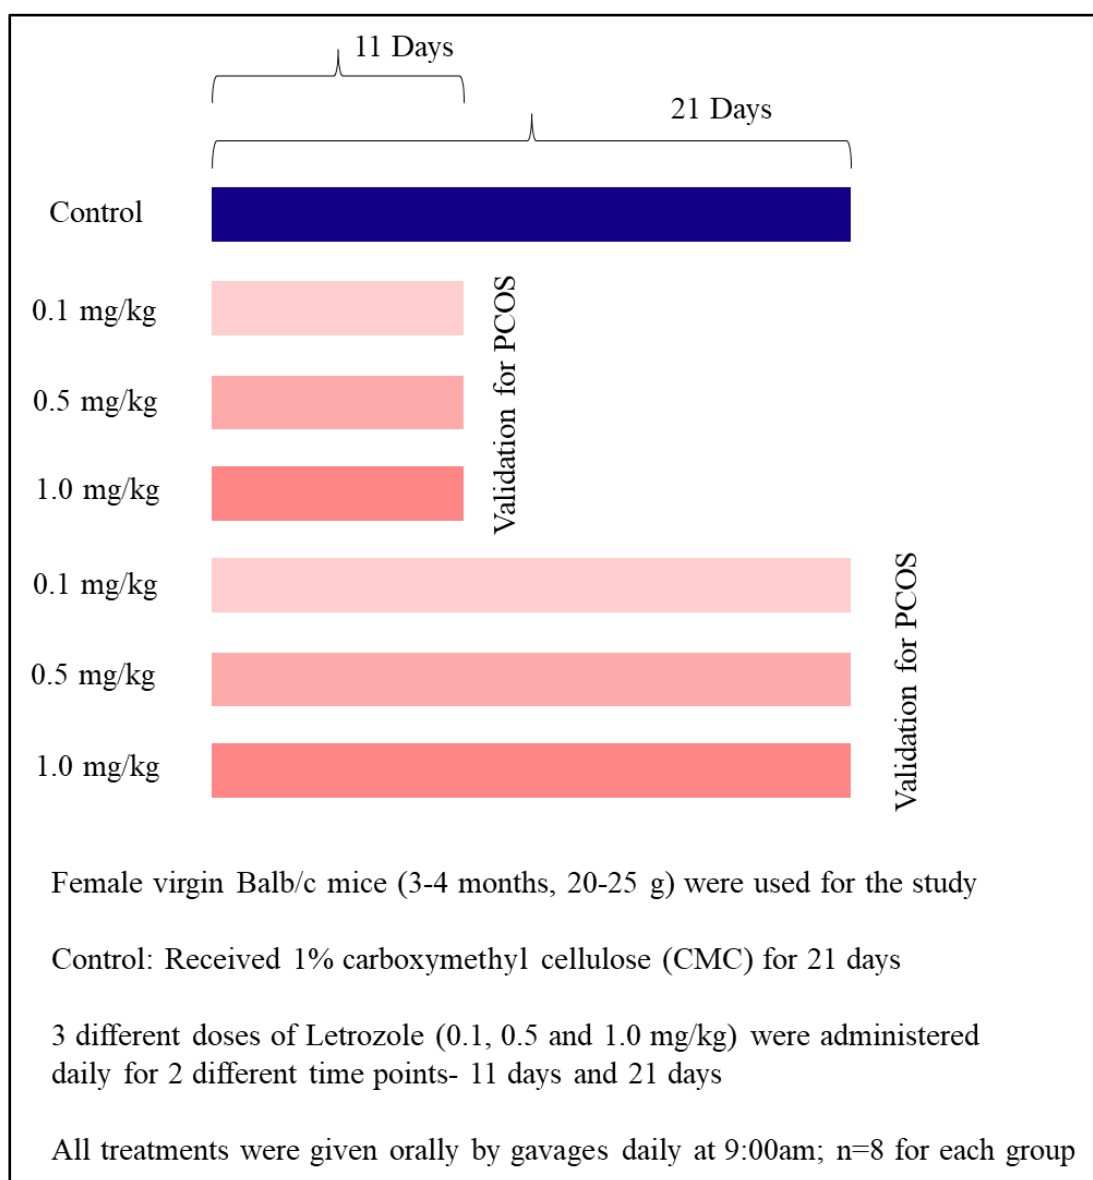 11 Days
21 Days
Control
0.1 mg/kg
0.5 mg/kg
1.0 mg/kg
Validation for PCOS
0.1 mg/kg
0.5 mg/kg
1.0 mg/kg
Validation for PCOS
Female virgin Balb/c mice (3-4 months, 20-25 g) were used for the study
Control: Received 1% carboxymethyl cellulose (CMC) for 21 days
3 different doses of Letrozole (0.1, 0.5 and 1.0 mg/kg) were administered
daily for 2 different time points- 11 days and 21 days
All treatments were given orally by gavages daily at 9:00am; n=8 for each group